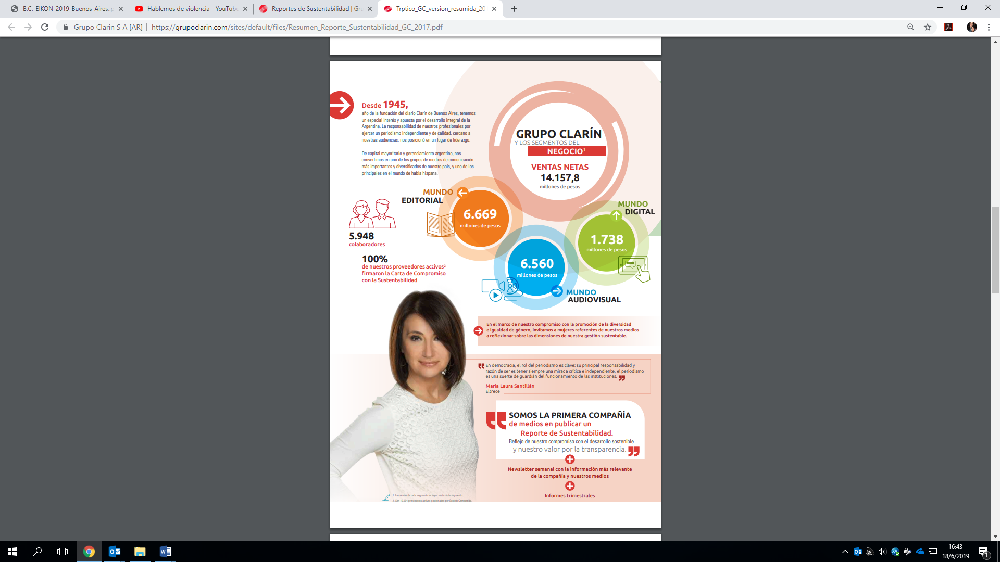 B.C.-EIKON-2019-Buenos-Aires..p
Hablemos de violencia - YouTube
Reportes de Sustentabilidad | Gru
Trptico_GC_version_resumida_20
Grupo Clarin S A [AR]
https://grupoclarin.com/sites/default/files/Resumen_Reporte_Sustentabilidad_GC_2017.pdf
Desde 1945,
año de la fundación del diario Clarín de Buenos Aires, tenemos
un especial interés y apuesta por el desarrollo integral de la
Argentina. La responsabilidad de nuestros profesionales por
ejercer un periodismo independiente y de calidad, cercano a
nuestras audiencias, nos posicionó en un lugar de liderazgo.
De capital mayoritario y gerenciamiento argentino, nos
convertimos en uno de los grupos de medios de comunicación
más importantes y diversificados de nuestro país, y uno de los
principales en el mundo de habla hispana.
GRUPO CLARÍN
Y LOS SEGMENTOS DEL
NEGOCIO1
VENTAS NETAS
14.157,8
millones de pesos
MUNDO
EDITORIAL
6.669
millones de pesos
MUNDO
DIGITAL
1.738
millones de pesos
6.560
millones de pesos
MUNDO
AUDIOVISUAL
5.948
colaboradores
100%
de nuestros proveedores activos2
firmaron la Carta de Compromiso
con la Sustentabilidad
En el marco de nuestro compromiso con la promoción de la diversidad
e igualdad de género, invitamos a mujeres referentes de nuestros medios
a reflexionar sobre las dimensiones de nuestra gestión sustentable.
En democracia, el rol del periodismo es clave: su principal responsabilidad y
razón de ser es tener siempre una mirada crítica e independiente, el periodismo
es una suerte de guardián del funcionamiento de las instituciones.
María Laura Santillán
Eltrece
SOMOS LA PRIMERA COMPAÑÍA
de medios en publicar un
Reporte de Sustentabilidad.
Reflejo de nuestro compromiso con el desarrollo sostenible
y nuestro valor por la transparencia.
Newsletter semanal con la información más relevante
de la compañía y nuestros medios
Informes trimestrales
1. Las ventas de cada segmento incluyen ventas intersegmento.
2. Son 10.294 proveedores activos gestionados por Gestión Compartida.
16:43
18/6/2019
1